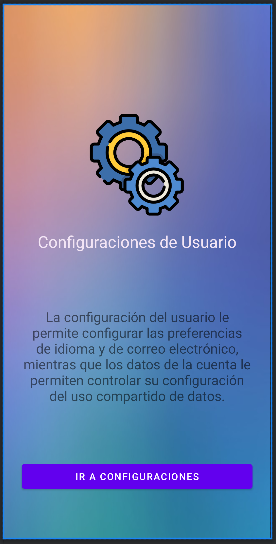 Configuraciones de Usuario
La configuración del usuario le
permite configurar las preferencias
de idioma y de correo electrónico,
mientras que los datos de la cuenta le
permiten controlar su configuración
del uso compartido de datos.
IR A CONFIGURACIONES